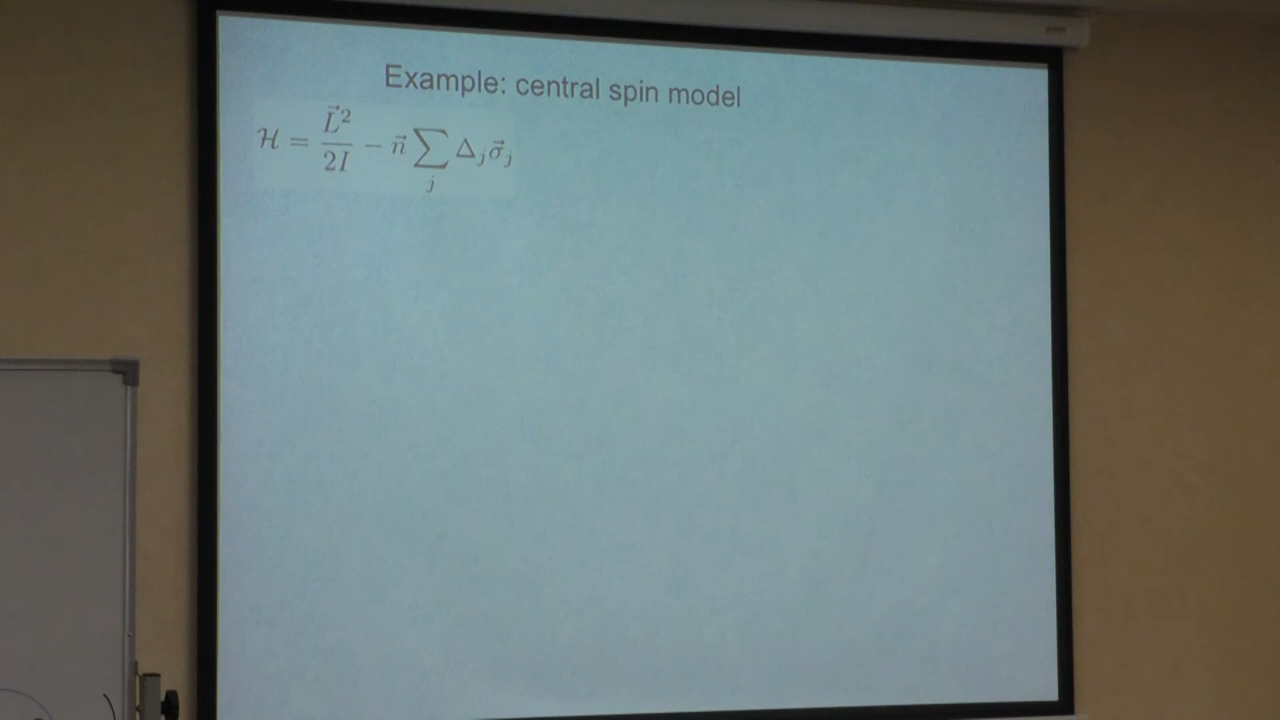 Example: central spin model
$\mathcal{H} = \frac{\vec{L}^2}{2I} - \vec{n} \sum_j \Delta_j \vec{\sigma}_j$